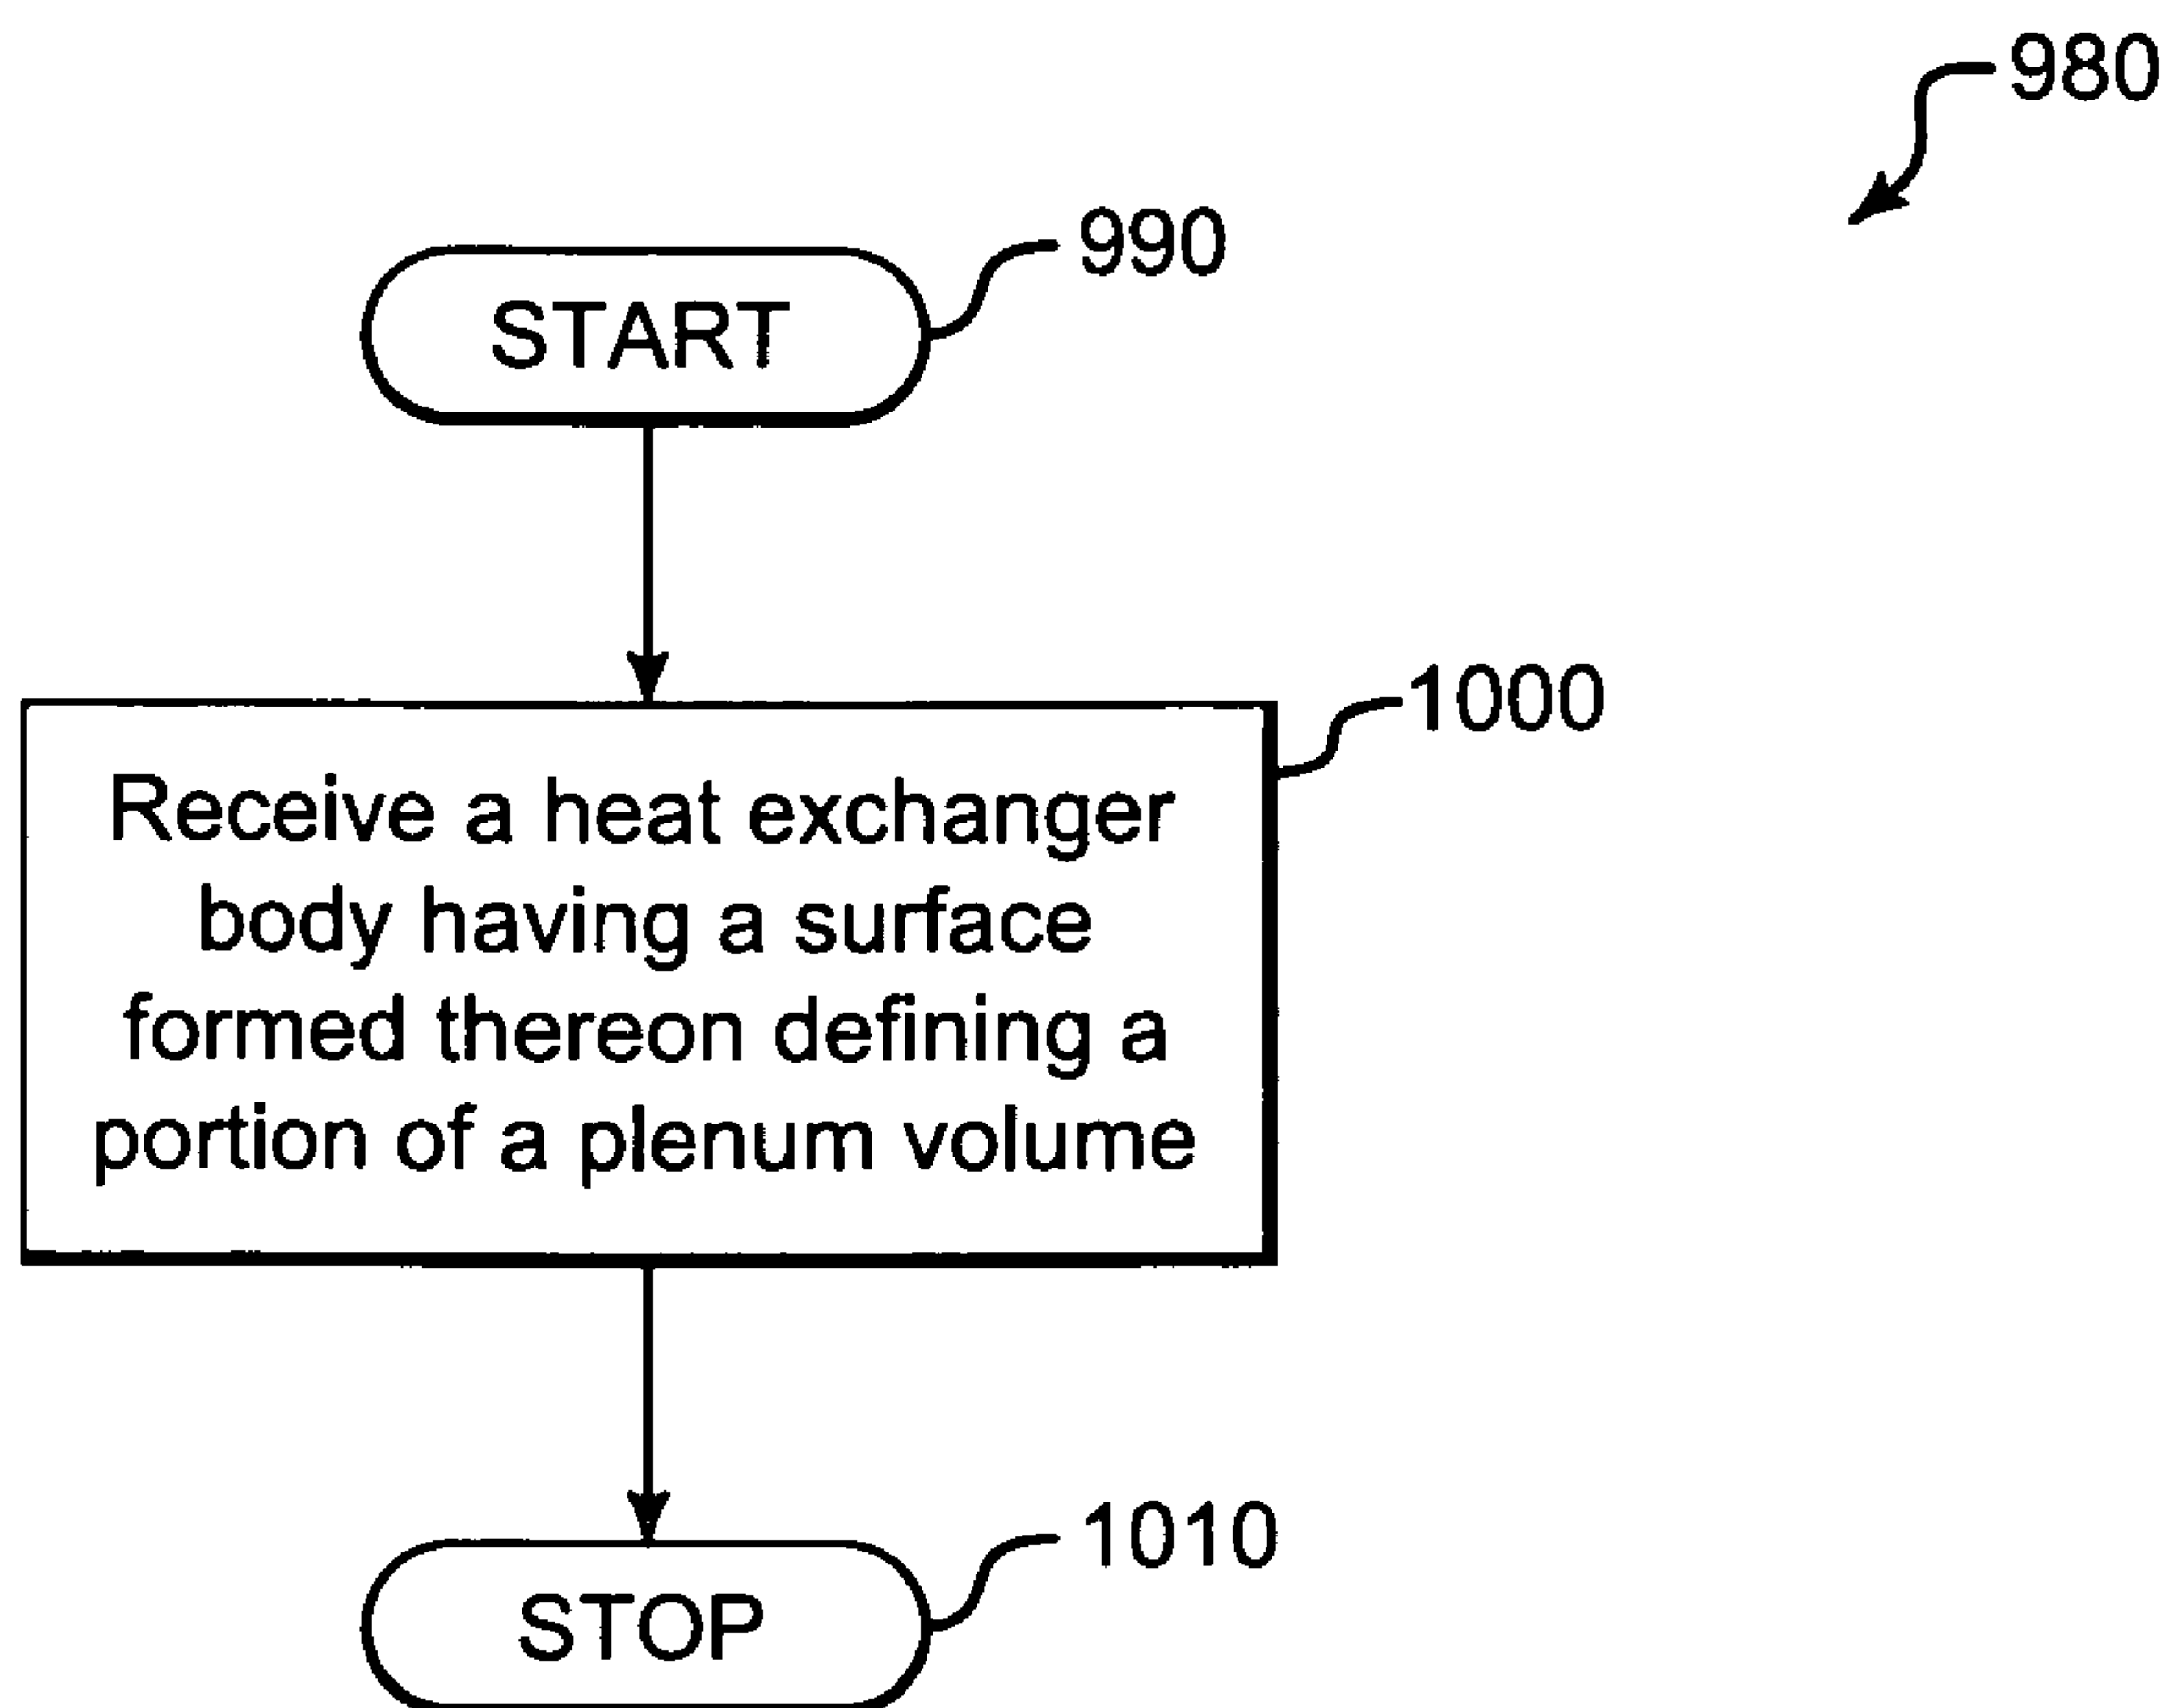 980
990
START
1000
Receive a heat exchanger
body having a surface
formed thereon defining a
portion of a plenum volume
1010
STOP